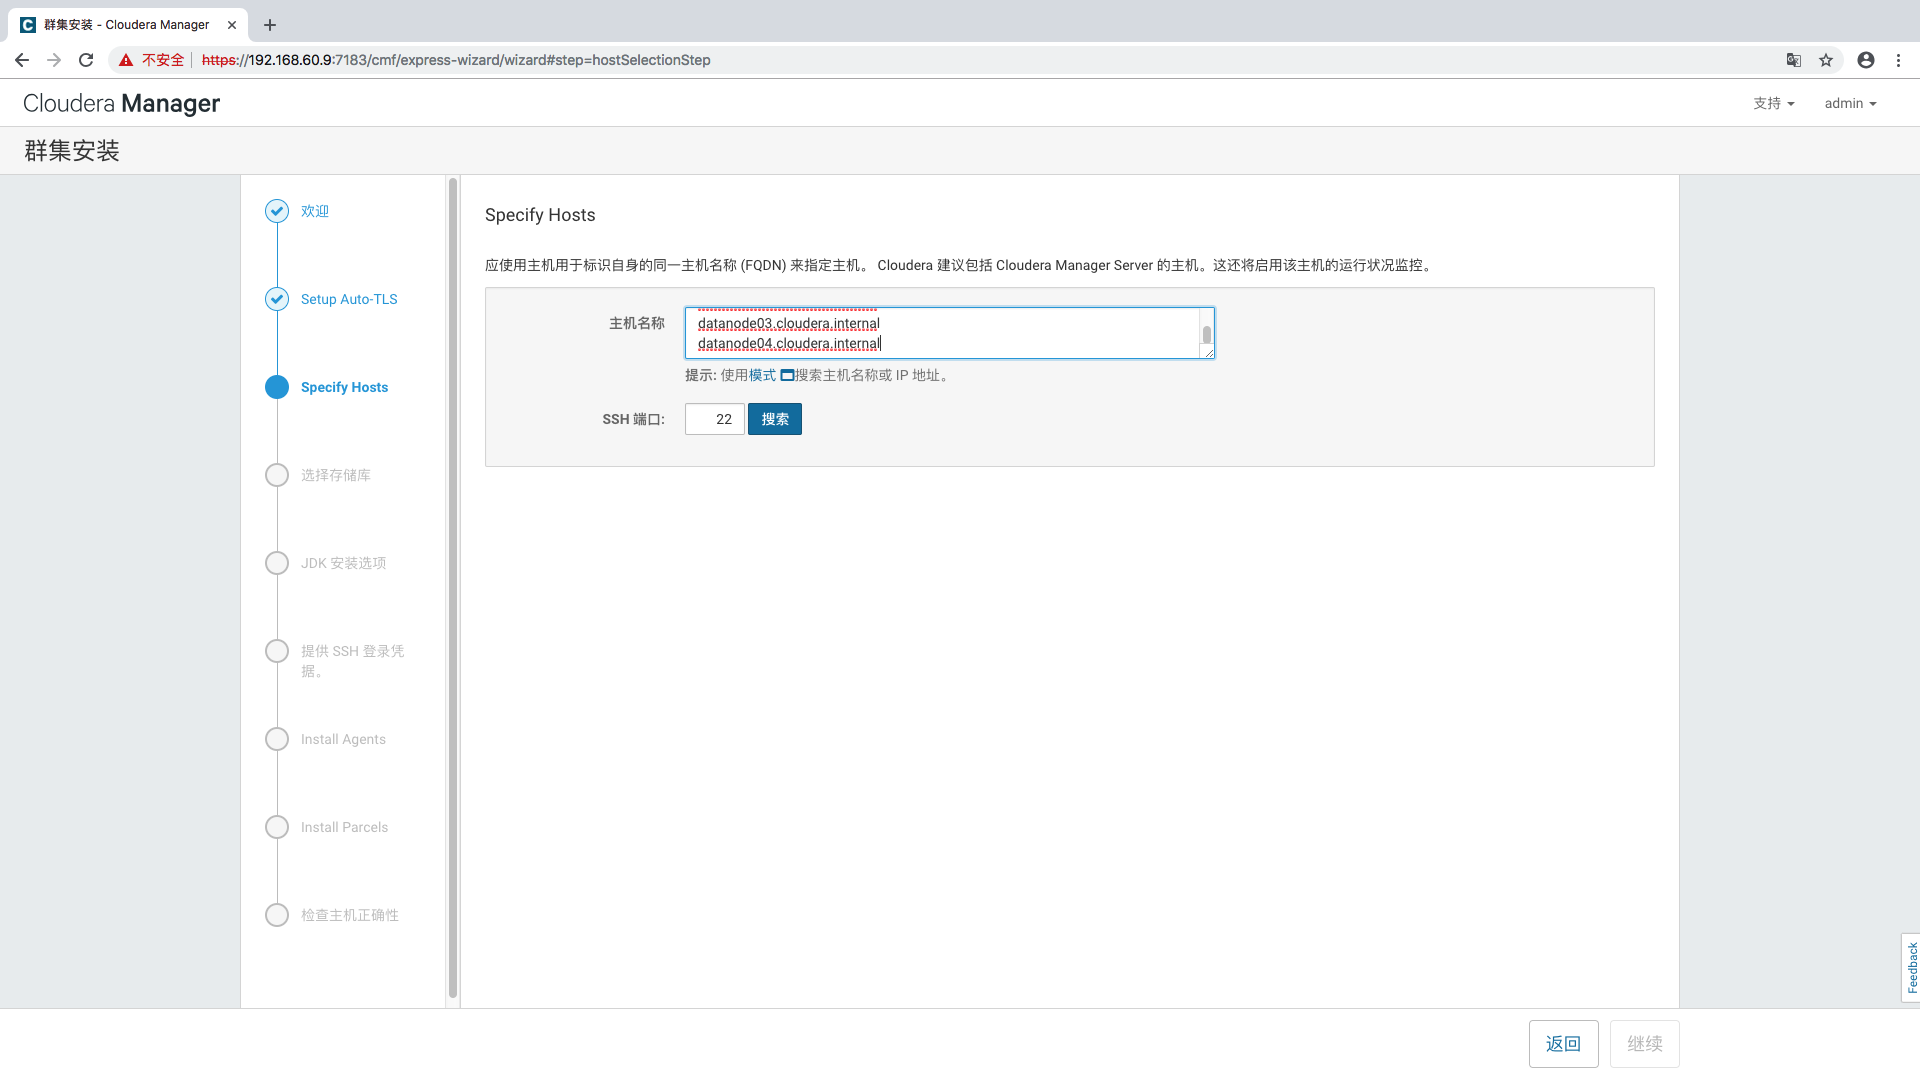 群集安装 - Cloudera Manager
不安全 https://192.168.60.9:7183/cmf/express-wizard/wizard#step=hostSelectionStep
Cloudera Manager
支持
admin
群集安装
欢迎
Setup Auto-TLS
Specify Hosts
选择存储库
JDK 安装选项
提供 SSH 登录凭
据。
Install Agents
Install Parcels
检查主机正确性
Specify Hosts
应使用主机用于标识自身的同一主机名称 (FQDN) 来指定主机。 Cloudera 建议包括 Cloudera Manager Server 的主机。这还将启用该主机的运行状况监控。
主机名称
datanode03.cloudera.internal
datanode04.cloudera.internal
提示: 使用模式 搜索主机名称或 IP 地址。
SSH 端口:
22
搜索
Feedback
返回
继续